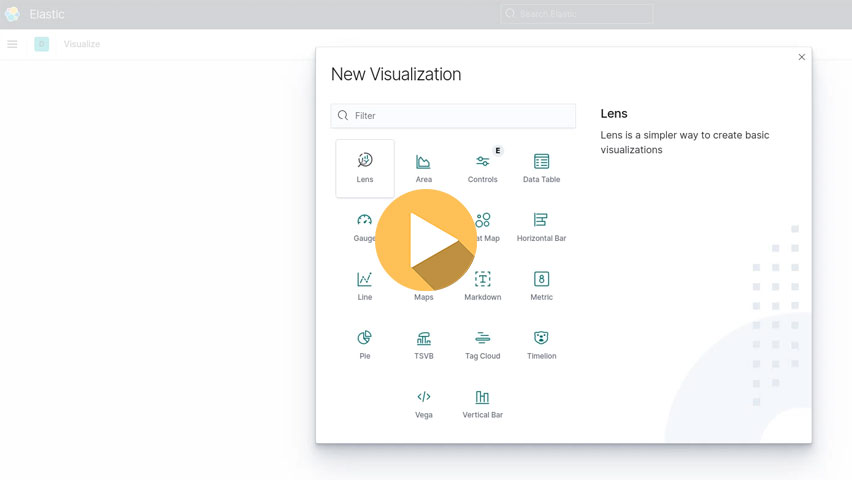 Elastic
Search Elastic
D
Visualize
New Visualization
Filter
Lens
Lens is a simpler way to create basic
visualizations
Lens
Area
E
Controls
Data Table
Gauge
at Map
Horizontal Bar
Line
Maps
Markdown
8
Metric
Pie
TSVB
Tag Cloud
Timelion
Vega
Vertical Bar